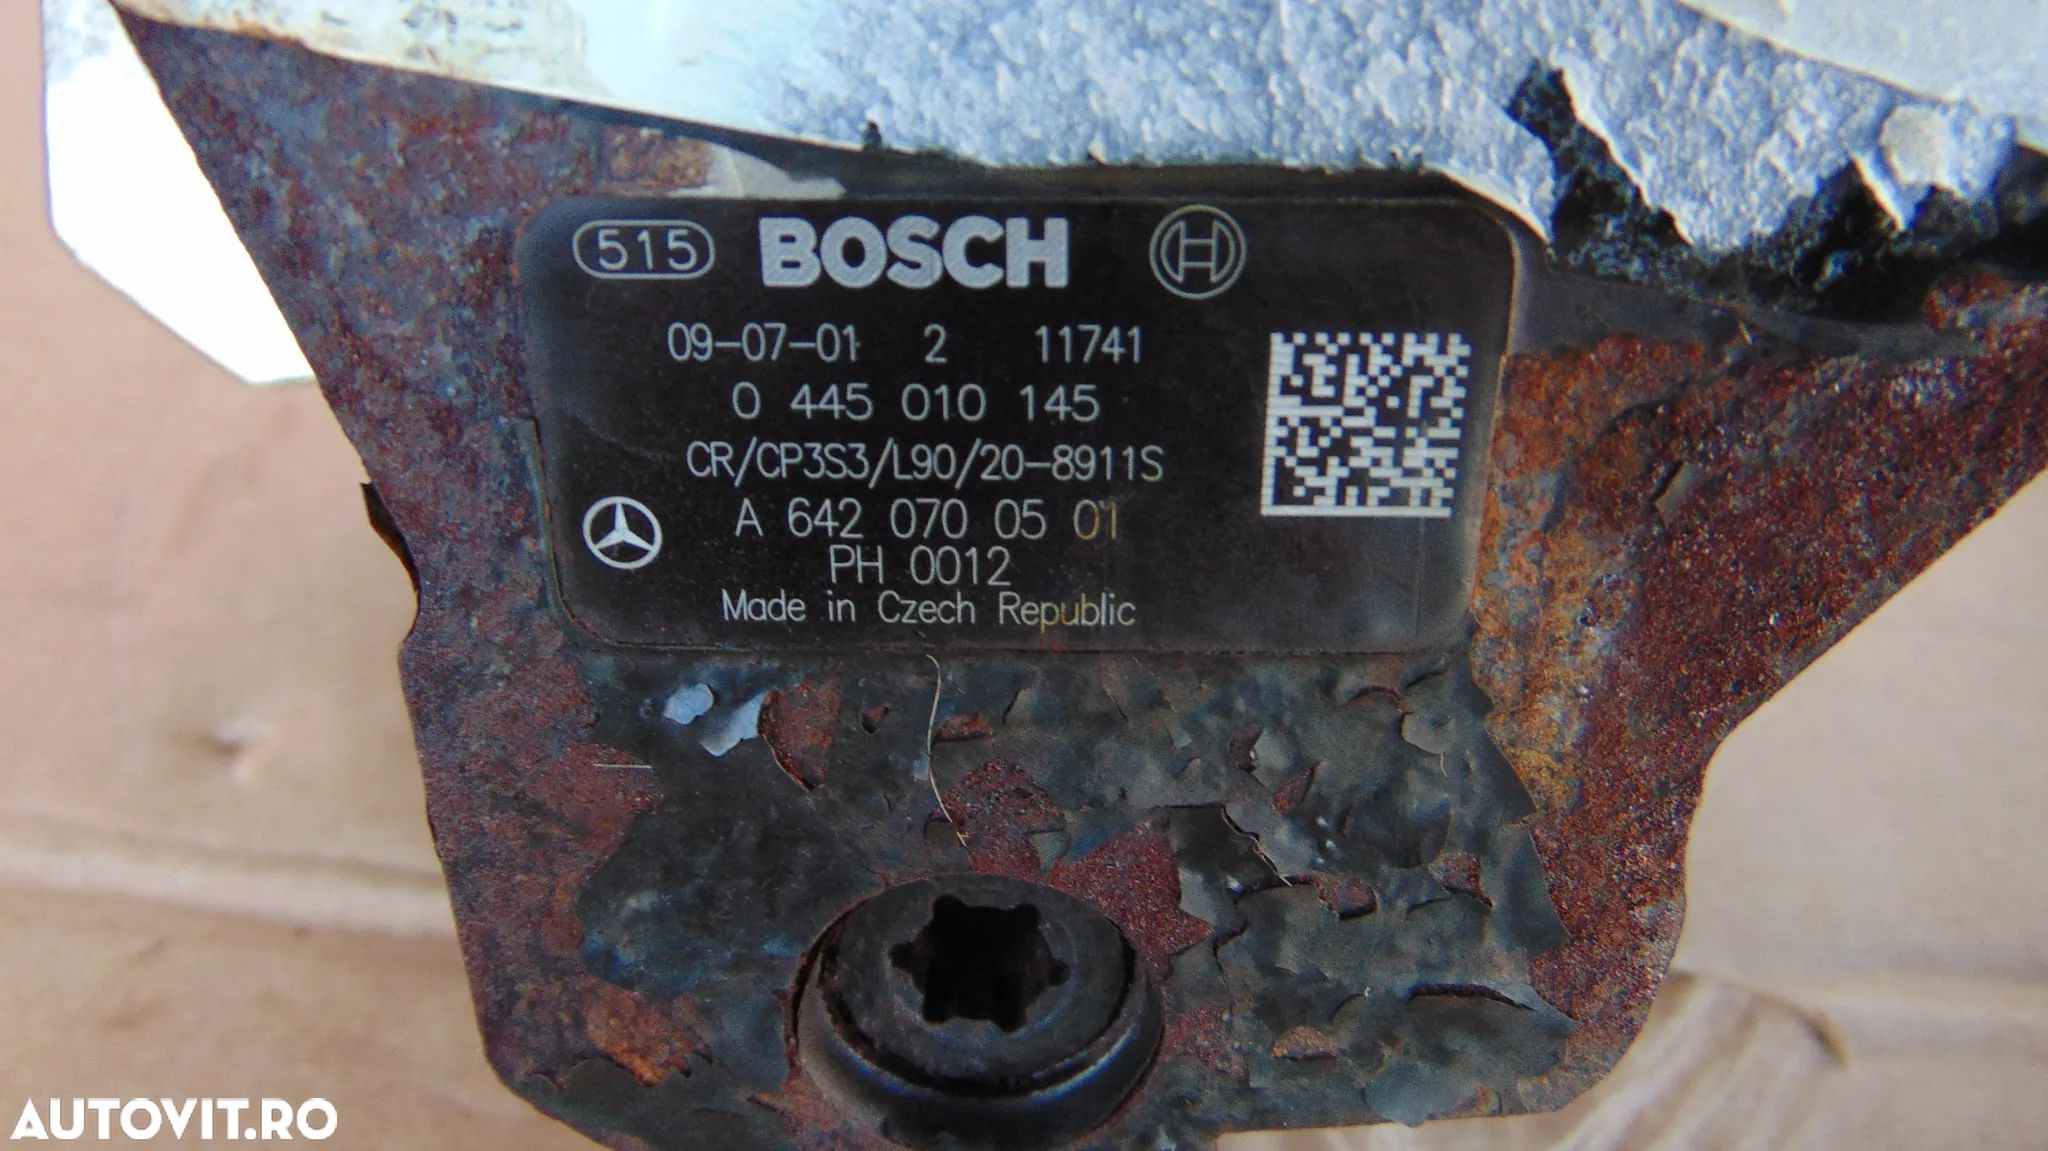 515 BOSCH
09-07-01 2 11741
0 445 010 145
CR/CP3S3/L90/20-8911S
A 642 070 05 01
PH 0012
Made in Czech Republic
AUTOVIT.RO